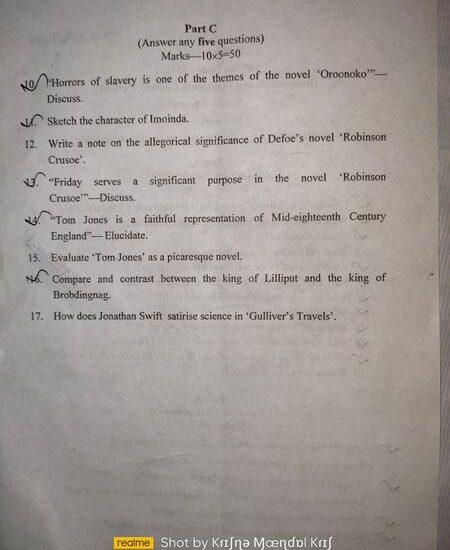 Part C
(Answer any five questions)
Marks—10×5=50
10. "Horrors of slavery is one of the themes of the novel 'Oroonoko'"—
Discuss.
11. Sketch the character of Imoinda.
12. Write a note on the allegorical significance of Defoe's novel 'Robinson
Crusoe'.
13. "Friday serves a significant purpose in the novel 'Robinson
Crusoe'"—Discuss.
14. "Tom Jones is a faithful representation of Mid-eighteenth Century
England"— Elucidate.
15. Evaluate 'Tom Jones' as a picaresque novel.
16. Compare and contrast between the king of Lilliput and the king of
Brobdingnag.
17. How does Jonathan Swift satirise science in 'Gulliver's Travels'.
realme Shot by Krɪʃnə Mœndɒl Krɪʃ